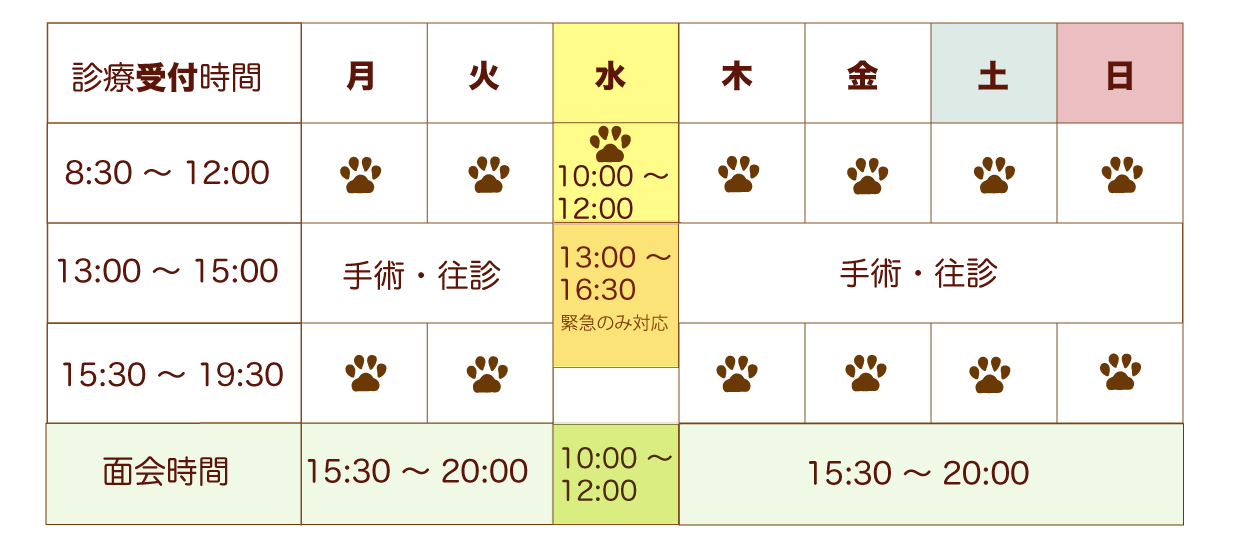 診療受付時間 月 火 水 木 金 土 日
8:30 〜 12:00
10:00 〜
12:00
13:00 〜 15:00
手術・往診
13:00 〜
16:30
緊急のみ対応
手術・往診
15:30 〜 19:30
面会時間
15:30 〜 20:00
10:00 〜
12:00
15:30 〜 20:00